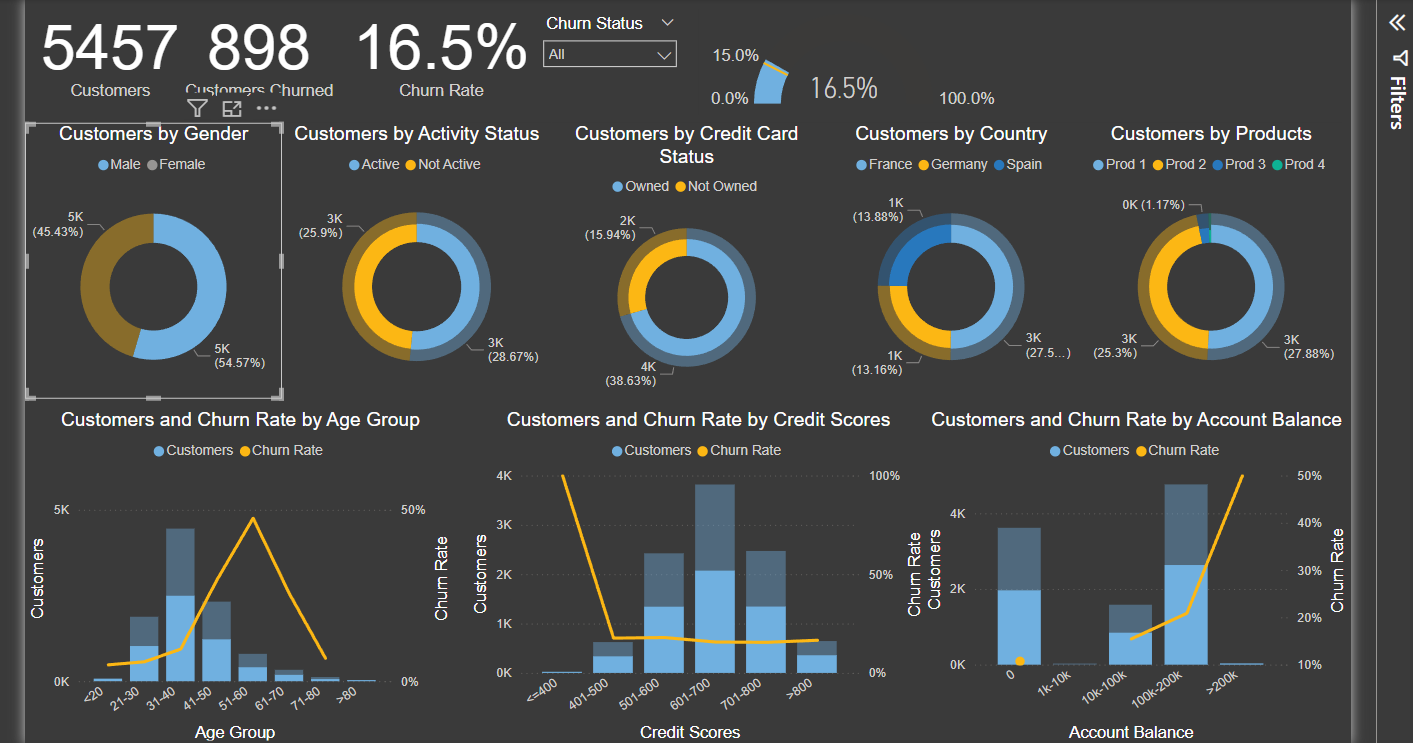 5457
Customers
898
Customers Churned
16.5%
Churn Rate
Churn Status
All
15.0%
0.0%
16.5%
100.0%
Filters
Customers by Gender
Male Female
5K
(45.43%)
5K
(54.57%)
Customers by Activity Status
Active Not Active
3K
(25.9%)
3K
(28.67%)
Customers by Credit Card
Status
Owned Not Owned
2K
(15.94%)
4K
(38.63%)
Customers by Country
France Germany Spain
1K
(13.88%)
1K
(13.16%)
3K
(27.5...)
Customers by Products
Prod 1 Prod 2 Prod 3 Prod 4
0K (1.17%)
3K
(25.3%)
3K
(27.88%)
Customers and Churn Rate by Age Group
Customers Churn Rate
5K
0K
50%
0%
Customers
Churn Rate
<20
21-30
31-40
41-50
51-60
61-70
71-80
>80
Age Group
Customers and Churn Rate by Credit Scores
Customers Churn Rate
4K
3K
2K
1K
0K
100%
50%
0%
Customers
Churn Rate
<=400
401-500
501-600
601-700
701-800
>800
Credit Scores
Customers and Churn Rate by Account Balance
Customers Churn Rate
4K
2K
0K
50%
40%
30%
20%
10%
Customers
Churn Rate
0
1k-10k
10k-100k
100k-200k
>200k
Account Balance